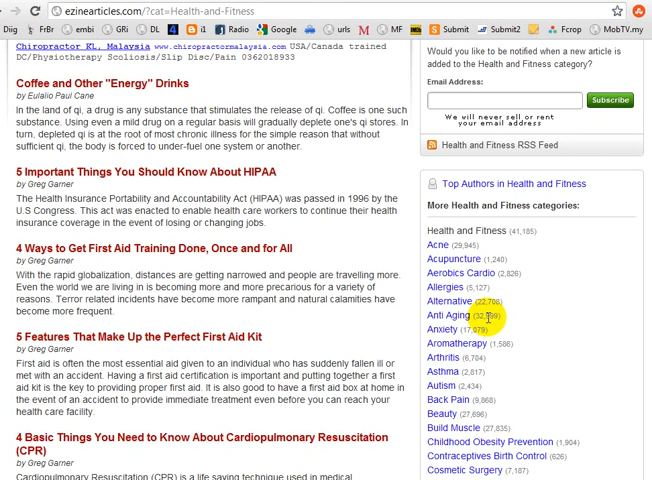 ezinearticles.com/?cat=Health-and-Fitness
Diig FrBr embi GRi DL i1 Google urls M MF iml S Submit Submit2 Fcrop MobTV.my
Chiropractor KL, Malaysia www.chiropractormalaysia.com USA/Canada trained
DC/Physiotherapy Scoliosis/Slip Disc/Pain 0362018933
Coffee and Other "Energy" Drinks
by Eulalio Paul Cane
In the land of qi, a drug is any substance that stimulates the release of qi. Coffee is one such
substance. Using even a mild drug on a regular basis will gradually deplete one's qi stores. In
turn, depleted qi is at the root of most chronic illness for the simple reason that without
sufficient qi, the body is forced to under-fuel one system or another.
5 Important Things You Should Know About HIPAA
by Greg Garner
The Health Insurance Portability and Accountability Act (HIPAA) was passed in 1996 by the
U.S Congress. This act was enacted to enable health care workers to continue their health
insurance coverage in the event of losing or changing jobs.
4 Ways to Get First Aid Training Done, Once and for All
by Greg Garner
With the rapid globalization, distances are getting narrowed and people are travelling more.
Even the world we are living in is becoming more and more precarious for a variety of
reasons. Terror related incidents have become more rampant and natural calamities have
become more frequent.
5 Features That Make Up the Perfect First Aid Kit
by Greg Garner
First aid is often the most essential aid given to an individual who has suddenly fallen ill or
met with an accident. Having a first aid certification is important and putting together a first
aid kit is the key to providing proper first aid. It is also good to have a first aid box at home in
the event of an accident to provide immediate treatment even before you can reach your
health care facility.
4 Basic Things You Need to Know About Cardiopulmonary Resuscitation
(CPR)
by Greg Garner
Cardiopulmonary Resuscitation (CPR) is a life saving technique used in medical
Would you like to be notified when a new article is
added to the Health and Fitness category?
Email Address:
Subscribe
We will never sell or rent
your email address
Health and Fitness RSS Feed
Top Authors in Health and Fitness
More Health and Fitness categories:
Health and Fitness (41,185)
Acne (29,945)
Acupuncture (1,240)
Aerobics Cardio (2,826)
Allergies (5,127)
Alternative (22,708)
Anti Aging
Anxiety (17,079)
Aromatherapy (1,586)
Arthritis (6,704)
Asthma (2,817)
Autism (2,434)
Back Pain (9,868)
Beauty (27,696)
Build Muscle (27,835)
Childhood Obesity Prevention (1,904)
Contraceptives Birth Control (626)
Cosmetic Surgery (7,187)